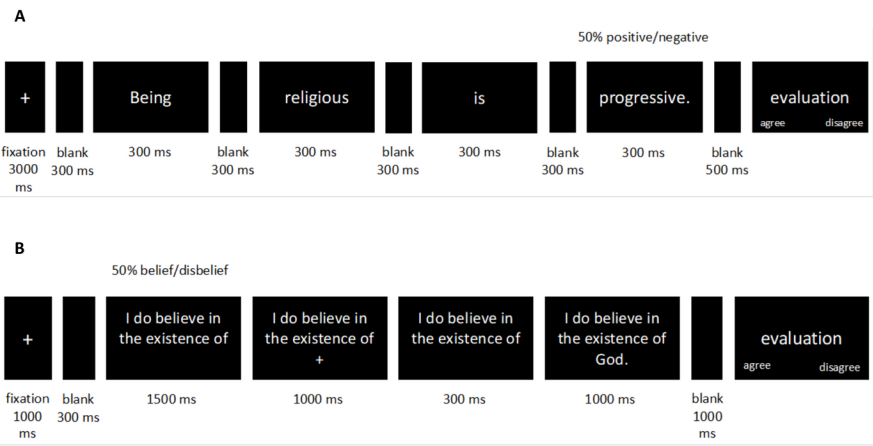 A
50% positive/negative
+
Being
religious
is
progressive.
evaluation
agree
disagree
fixation
3000
ms
blank
300 ms
300 ms
blank
300 ms
300 ms
blank
300 ms
300 ms
blank
300 ms
300 ms
blank
500 ms
B
50% belief/disbelief
+
I do believe in
the existence of
I do believe in
the existence of
+
I do believe in
the existence of
I do believe in
the existence of
God.
evaluation
agree
disagree
fixation
1000
ms
blank
300 ms
1500 ms
1000 ms
300 ms
1000 ms
blank
1000
ms